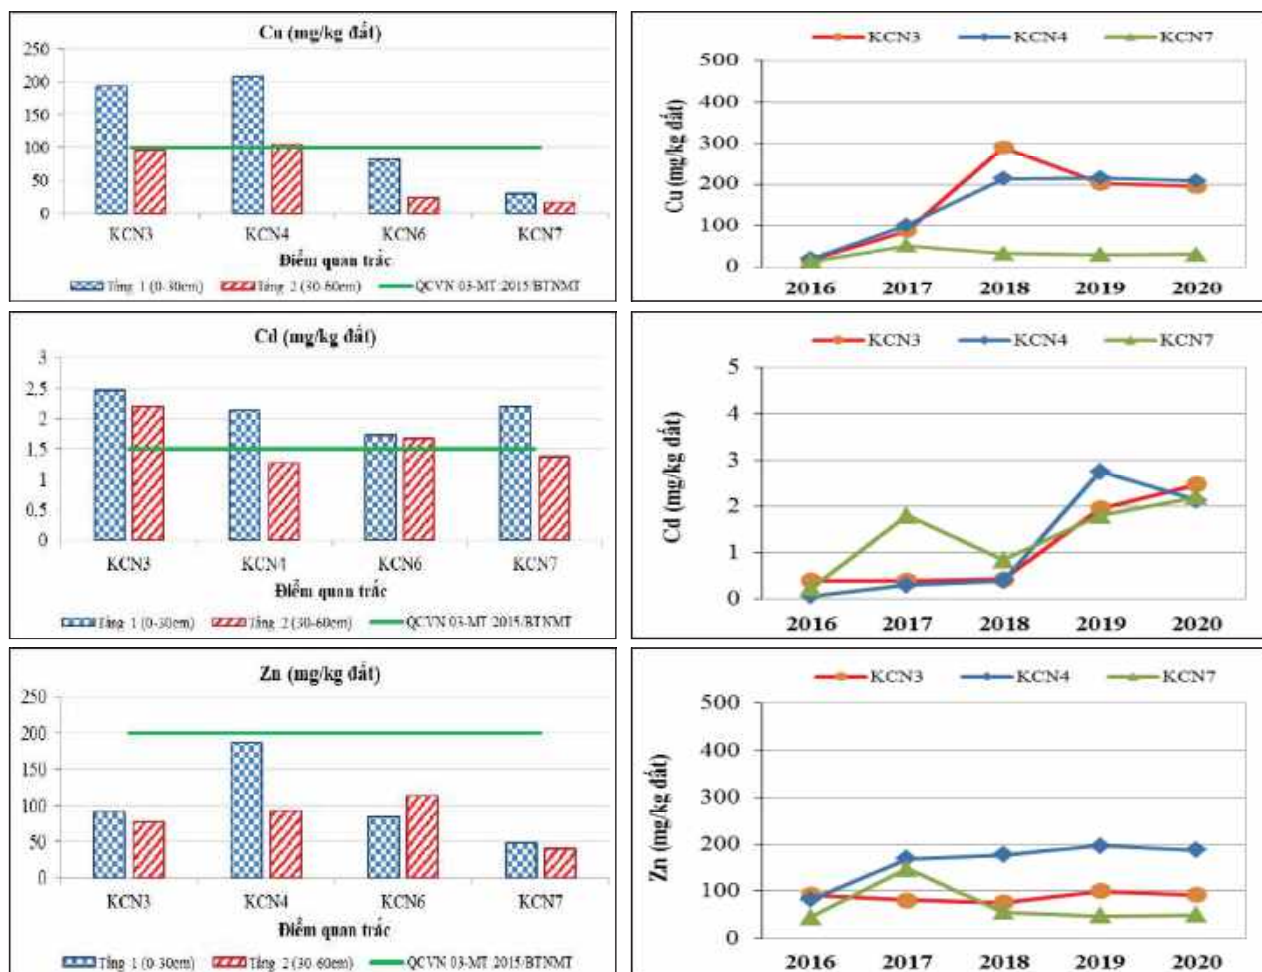 Cu (mg/kg đất)
250
200
150
100
50
0
KCN3 KCN4 KCN6 KCN7
Điểm quan trắc
Tầng 1 (0-30cm) Tầng 2 (30-60cm) QCVN 03-MT:2015/BTNMT
KCN3 KCN4 KCN7
Cu (mg/kg đất)
500
400
300
200
100
0
2016 2017 2018 2019 2020
Cd (mg/kg đất)
3
2.5
2
1.5
1
0.5
0
KCN3 KCN4 KCN6 KCN7
Điểm quan trắc
Tầng 1 (0-30cm) Tầng 2 (30-60cm) QCVN 03-MT 2015/BTNMT
KCN3 KCN4 KCN7
Cd (mg/kg đất)
5
4
3
2
1
0
2016 2017 2018 2019 2020
Zn (mg/kg đất)
250
200
150
100
50
0
KCN3 KCN4 KCN6 KCN7
Điểm quan trắc
Tầng 1 (0-30cm) Tầng 2 (30-60cm) QCVN 03-MT 2015/BTNMT
KCN3 KCN4 KCN7
Zn (mg/kg đất)
500
400
300
200
100
0
2016 2017 2018 2019 2020